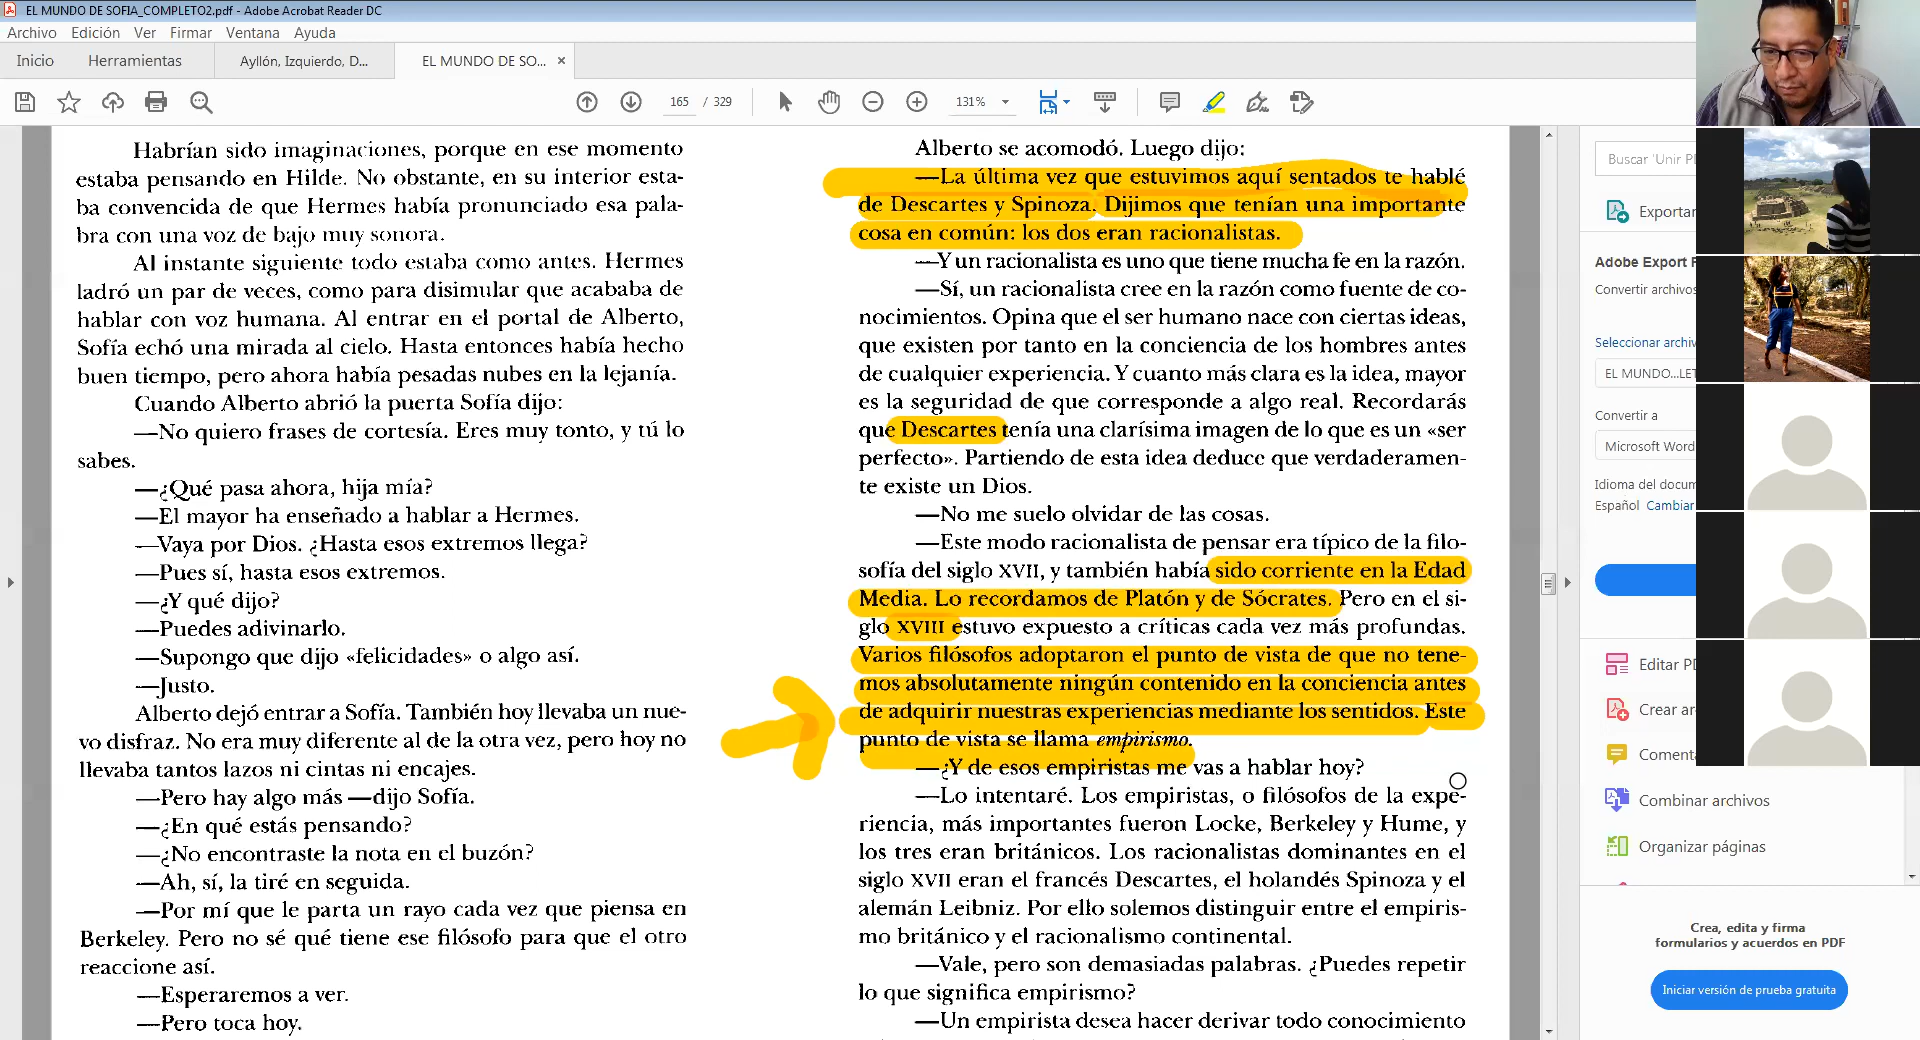 EL MUNDO DE SOFIA_COMPLETO2.pdf - Adobe Acrobat Reader DC
Archivo Edición Ver Firmar Ventana Ayuda
Inicio Herramientas Ayllón, Izquierdo, D... EL MUNDO DE SO... ×
165 / 329 131%
Habrían sido imaginaciones, porque en ese momento
estaba pensando en Hilde. No obstante, en su interior esta-
ba convencida de que Hermes había pronunciado esa pala-
bra con una voz de bajo muy sonora.
Al instante siguiente todo estaba como antes. Hermes
ladró un par de veces, como para disimular que acababa de
hablar con voz humana. Al entrar en el portal de Alberto,
Sofía echó una mirada al cielo. Hasta entonces había hecho
buen tiempo, pero ahora había pesadas nubes en la lejanía.
Cuando Alberto abrió la puerta Sofía dijo:
—No quiero frases de cortesía. Eres muy tonto, y tú lo
sabes.
—¿Qué pasa ahora, hija mía?
—El mayor ha enseñado a hablar a Hermes.
—Vaya por Dios. ¿Hasta esos extremos llega?
—Pues sí, hasta esos extremos.
—¿Y qué dijo?
—Puedes adivinarlo.
—Supongo que dijo «felicidades» o algo así.
—Justo.
Alberto dejó entrar a Sofía. También hoy llevaba un nue-
vo disfraz. No era muy diferente al de la otra vez, pero hoy no
llevaba tantos lazos ni cintas ni encajes.
—Pero hay algo más —dijo Sofía.
—¿En qué estás pensando?
—¿No encontraste la nota en el buzón?
—Ah, sí, la tiré en seguida.
—Por mí que le parta un rayo cada vez que piensa en
Berkeley. Pero no sé qué tiene ese filósofo para que el otro
reaccione así.
—Esperaremos a ver.
—Pero toca hoy.
Alberto se acomodó. Luego dijo:
—La última vez que estuvimos aquí sentados te hablé
de Descartes y Spinoza. Dijimos que tenían una importante
cosa en común: los dos eran racionalistas.
—Y un racionalista es uno que tiene mucha fe en la razón.
—Sí, un racionalista cree en la razón como fuente de co-
nocimientos. Opina que el ser humano nace con ciertas ideas,
que existen por tanto en la conciencia de los hombres antes
de cualquier experiencia. Y cuanto más clara es la idea, mayor
es la seguridad de que corresponde a algo real. Recordarás
que Descartes tenía una clarísima imagen de lo que es un «ser
perfecto». Partiendo de esta idea deduce que verdaderamen-
te existe un Dios.
—No me suelo olvidar de las cosas.
—Este modo racionalista de pensar era típico de la filo-
sofía del siglo XVII, y también había sido corriente en la Edad
Media. Lo recordamos de Platón y de Sócrates. Pero en el si-
glo XVIII estuvo expuesto a críticas cada vez más profundas.
Varios filósofos adoptaron el punto de vista de que no tene-
mos absolutamente ningún contenido en la conciencia antes
de adquirir nuestras experiencias mediante los sentidos. Este
punto de vista se llama empirismo.
—¿Y de esos empiristas me vas a hablar hoy?
—Lo intentaré. Los empiristas, o filósofos de la expe-
riencia, más importantes fueron Locke, Berkeley y Hume, y
los tres eran británicos. Los racionalistas dominantes en el
siglo XVII eran el francés Descartes, el holandés Spinoza y el
alemán Leibniz. Por ello solemos distinguir entre el empiris-
mo británico y el racionalismo continental.
—Vale, pero son demasiadas palabras. ¿Puedes repetir
lo que significa empirismo?
—Un empirista desea hacer derivar todo conocimiento
Buscar 'Unir P
Exportar
Adobe Export
Convertir archivos
Seleccionar archi
EL MUNDO...LET
Convertir a
Microsoft Word
Idioma del docum
Español Cambiar
Editar PD
Crear ar
Comenta
Combinar archivos
Organizar páginas
Crea, edita y firma
formularios y acuerdos en PDF
Iniciar versión de prueba gratuita